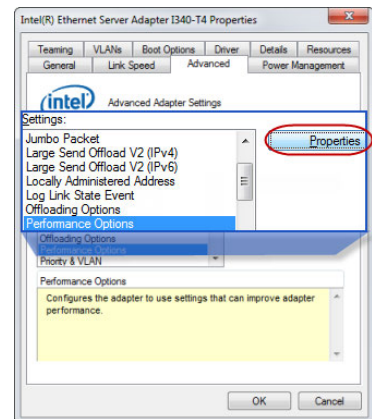 Intel(R) Ethernet Server Adapter I340-T4 Properties
Teaming VLANs Boot Options Driver Details Resources
General Link Speed Advanced Power Management
intel Advanced Adapter Settings
Settings:
Jumbo Packet
Large Send Offload V2 (IPv4)
Large Send Offload V2 (IPv6)
Locally Administered Address
Log Link State Event
Offloading Options
Performance Options
Properties
Offloading Options
Performance Options
Priority & VLAN
Performance Options
Configures the adapter to use settings that can improve adapter
performance.
OK Cancel